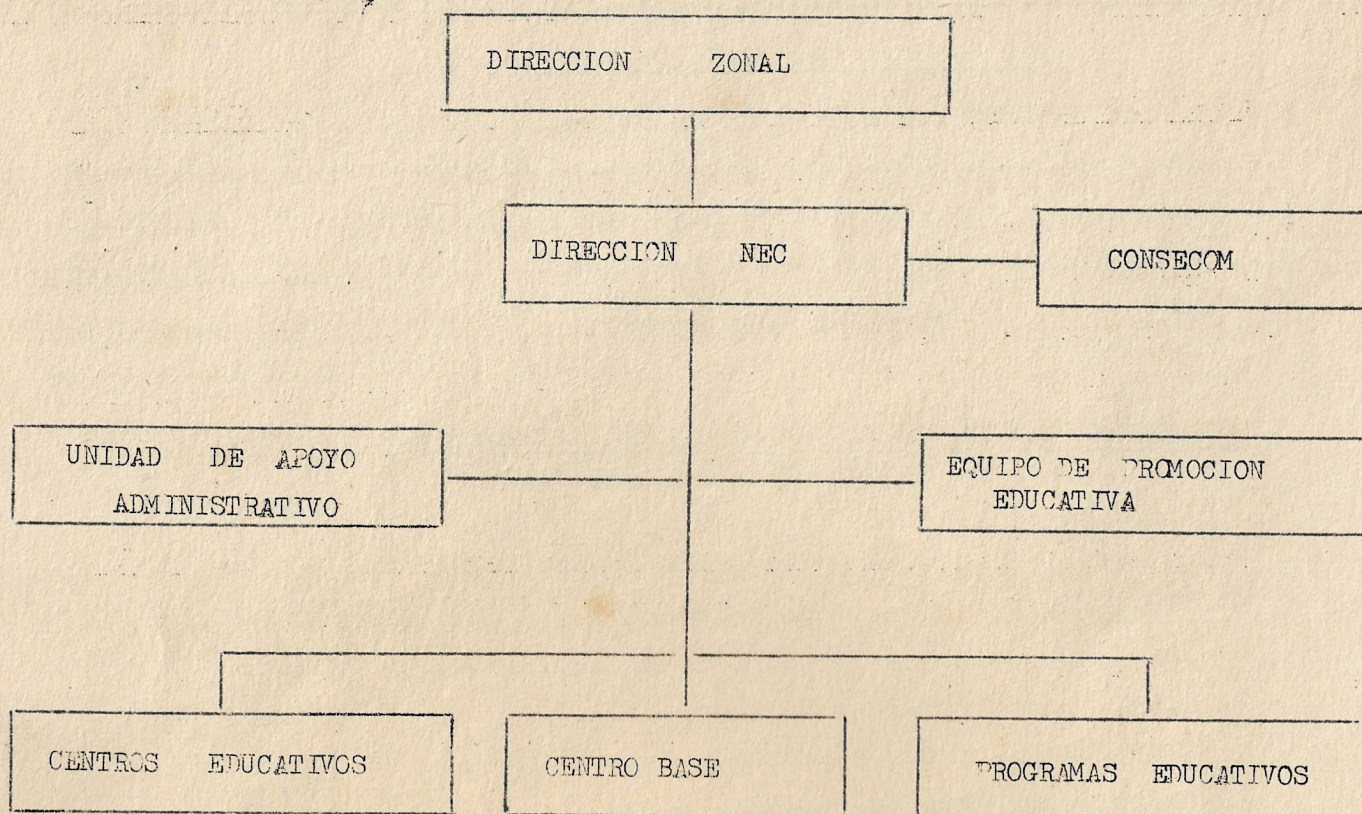 DIRECCION ZONAL
DIRECCION NEC
CONSECOM
UNIDAD DE APOYO
ADMINISTRATIVO
EQUIPO DE PROMOCION
EDUCATIVA
CENTROS EDUCATIVOS
CENTRO BASE
PROGRAMAS EDUCATIVOS